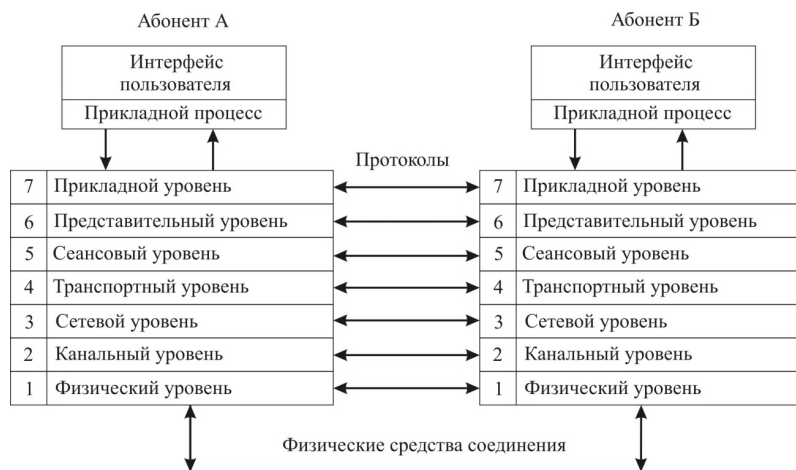 Абонент А
Абонент Б
Интерфейс
пользователя
Прикладной процесс
Интерфейс
пользователя
Прикладной процесс
Протоколы
7 Прикладной уровень
6 Представительный уровень
5 Сеансовый уровень
4 Транспортный уровень
3 Сетевой уровень
2 Канальный уровень
1 Физический уровень
7 Прикладной уровень
6 Представительный уровень
5 Сеансовый уровень
4 Транспортный уровень
3 Сетевой уровень
2 Канальный уровень
1 Физический уровень
Физические средства соединения